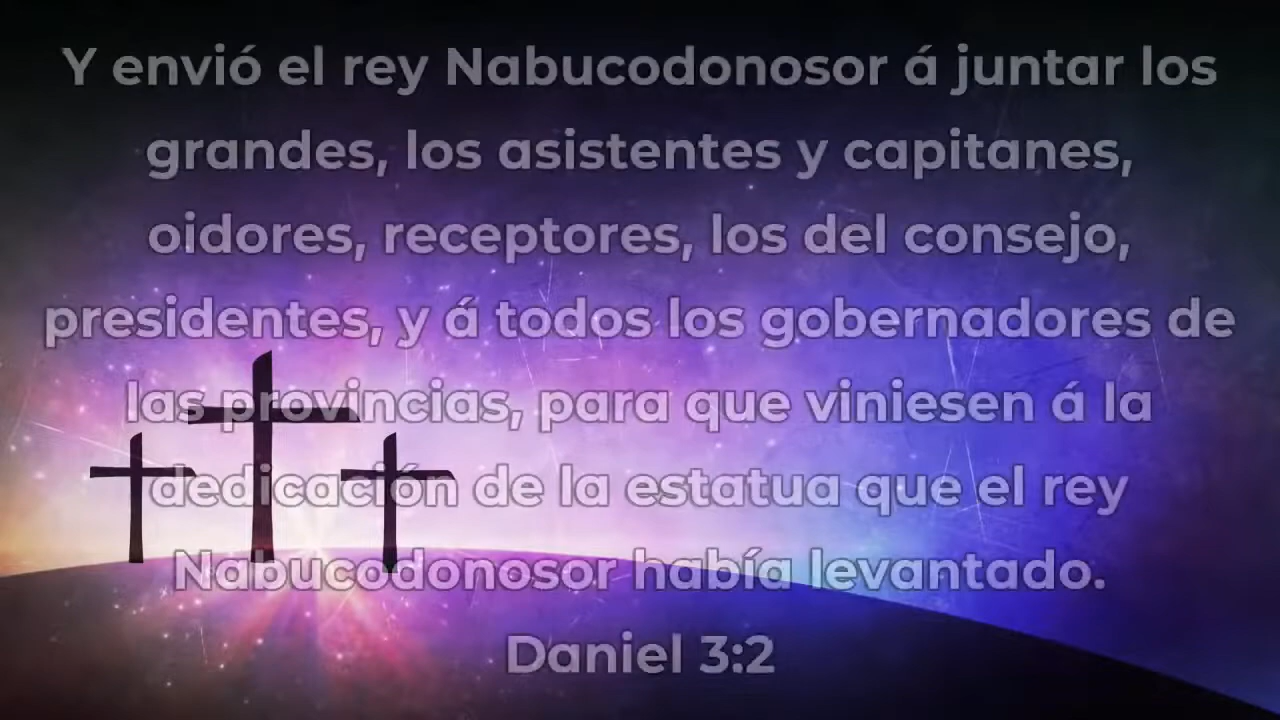 Y envió el rey Nabucodonosor á juntar los
grandes, los asistentes y capitanes,
oidores, receptores, los del consejo,
presidentes, y á todos los gobernadores de
las provincias, para que viniesen á la
dedicación de la estatua que el rey
Nabucodonosor había levantado.
Daniel 3:2